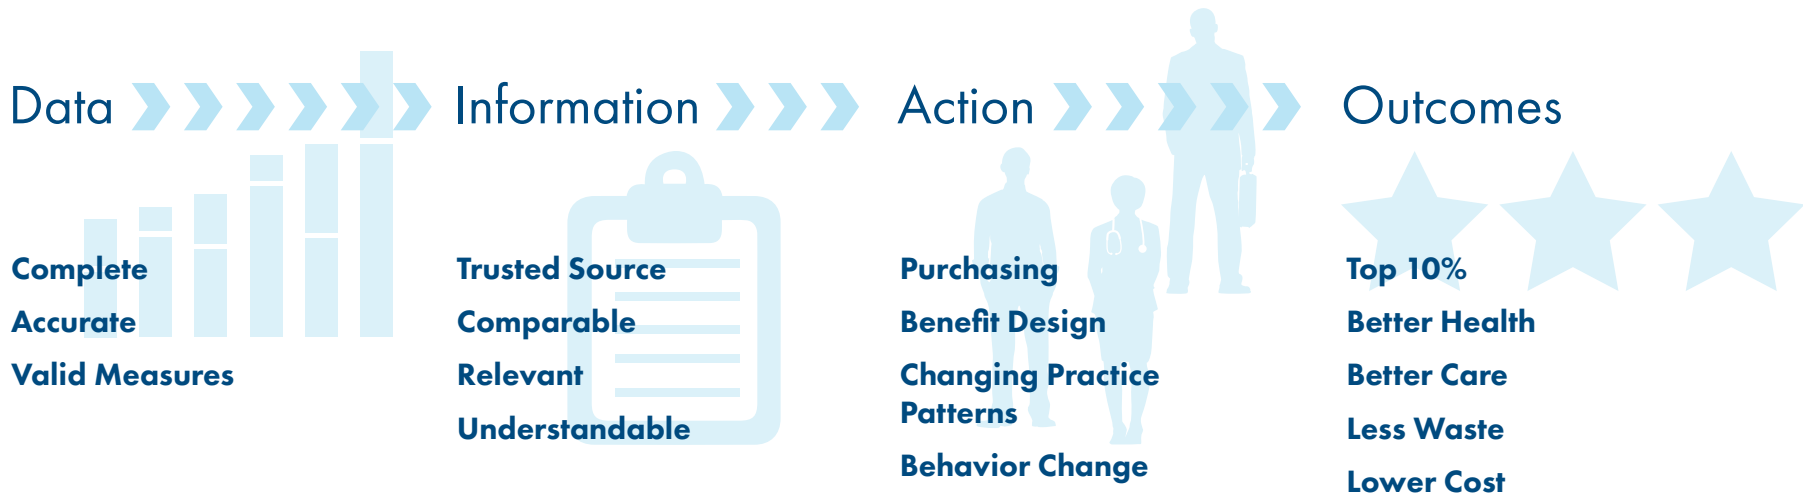 Data
Information
Action
Outcomes
Complete
Accurate
Valid Measures
Trusted Source
Comparable
Relevant
Understandable
Purchasing
Benefit Design
Changing Practice
Patterns
Behavior Change
Top 10%
Better Health
Better Care
Less Waste
Lower Cost